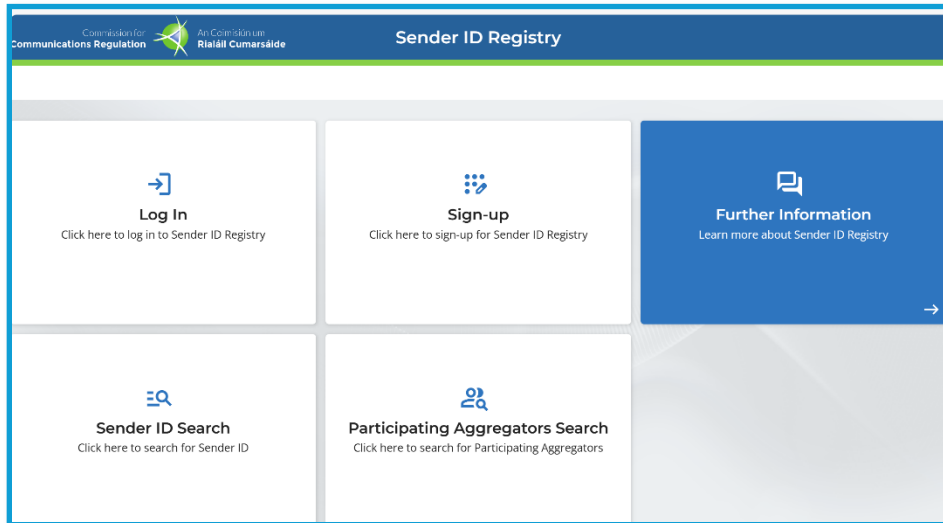 Commission for
Communications Regulation
An Coimisiún um
Rialáil Cumarsáide
Sender ID Registry
Log In
Click here to log in to Sender ID Registry
Sign-up
Click here to sign-up for Sender ID Registry
Further Information
Learn more about Sender ID Registry
Sender ID Search
Click here to search for Sender ID
Participating Aggregators Search
Click here to search for Participating Aggregators